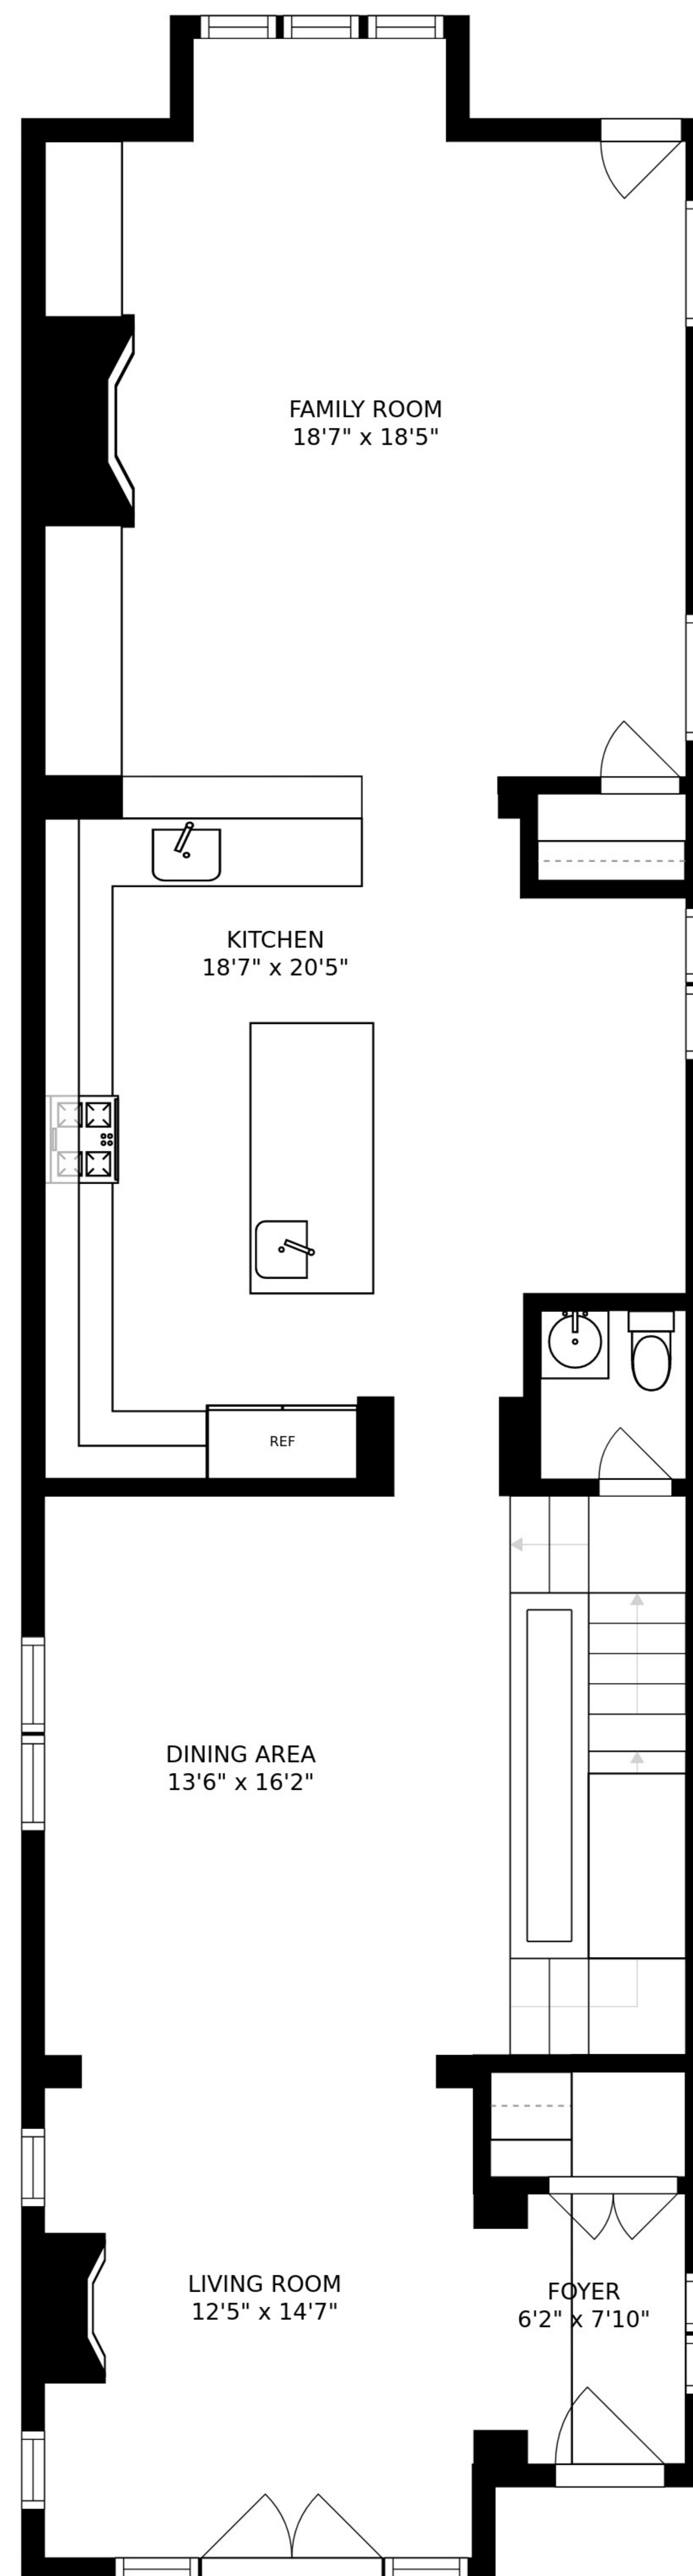 FAMILY ROOM
18'7" x 18'5"
KITCHEN
18'7" x 20'5"
REF
DINING AREA
13'6" x 16'2"
LIVING ROOM
12'5" x 14'7"
FOYER
6'2" x 7'10"